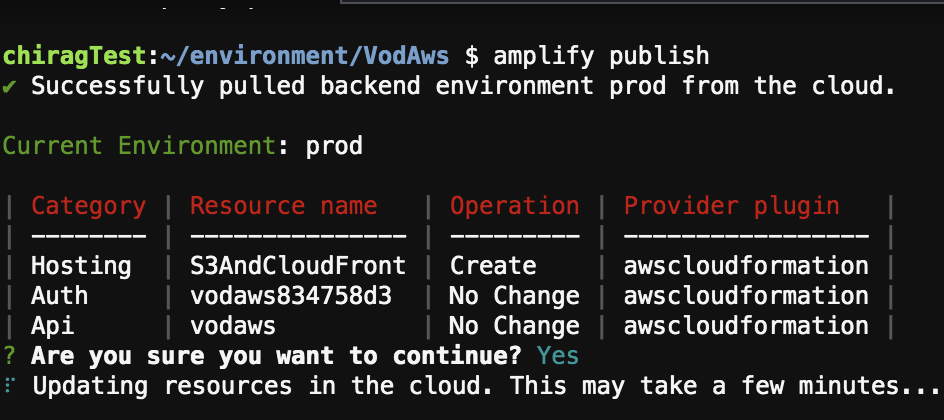 chiragTest:~/environment/VodAws $ amplify publish
✔ Successfully pulled backend environment prod from the cloud.
Current Environment: prod
| Category | Resource name | Operation | Provider plugin |
| -------- | --------------- | --------- | ----------------- |
| Hosting | S3AndCloudFront | Create | awscloudformation |
| Auth | vodaws834758d3 | No Change | awscloudformation |
| Api | vodaws | No Change | awscloudformation |
? Are you sure you want to continue? Yes
⠏ Updating resources in the cloud. This may take a few minutes...